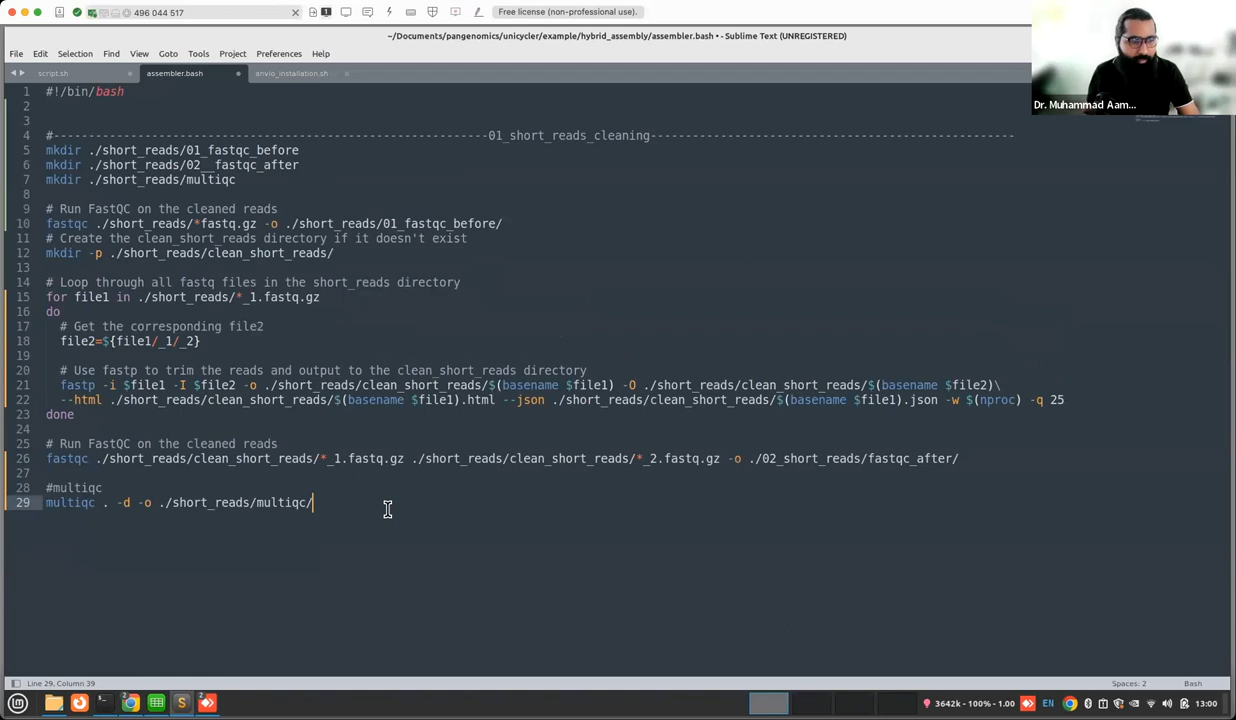 496 044 517
Free license (non-professional use).
~/Documents/pangenomics/unicycler/example/hybrid_assembly/assembler.bash • - Sublime Text (UNREGISTERED)
File Edit Selection Find View Goto Tools Project Preferences Help
script.sh assembler.bash anvio_installation.sh
1 #!/bin/bash
2
3
4 #--------------------------------------------------------------01_short_reads_cleaning----------------------------------------------------
5 mkdir ./short_reads/01_fastqc_before
6 mkdir ./short_reads/02__fastqc_after
7 mkdir ./short_reads/multiqc
8
9 # Run FastQC on the cleaned reads
10 fastqc ./short_reads/*fastq.gz -o ./short_reads/01_fastqc_before/
11 # Create the clean_short_reads directory if it doesn't exist
12 mkdir -p ./short_reads/clean_short_reads/
13
14 # Loop through all fastq files in the short_reads directory
15 for file1 in ./short_reads/*_1.fastq.gz
16 do
17 # Get the corresponding file2
18 file2=${file1/_1/_2}
19
20 # Use fastp to trim the reads and output to the clean_short_reads directory
21 fastp -i $file1 -I $file2 -o ./short_reads/clean_short_reads/$(basename $file1) -O ./short_reads/clean_short_reads/$(basename $file2)\
22 --html ./short_reads/clean_short_reads/$(basename $file1).html --json ./short_reads/clean_short_reads/$(basename $file1).json -w $(nproc) -q 25
23 done
24
25 # Run FastQC on the cleaned reads
26 fastqc ./short_reads/clean_short_reads/*_1.fastq.gz ./short_reads/clean_short_reads/*_2.fastq.gz -o ./02_short_reads/fastqc_after/
27
28 #multiqc
29 multiqc . -d -o ./short_reads/multiqc/
Dr. Muhammad Aam...
Line 29, Column 39
Spaces: 2
Bash
3642k - 100% - 1.00
EN
13:00